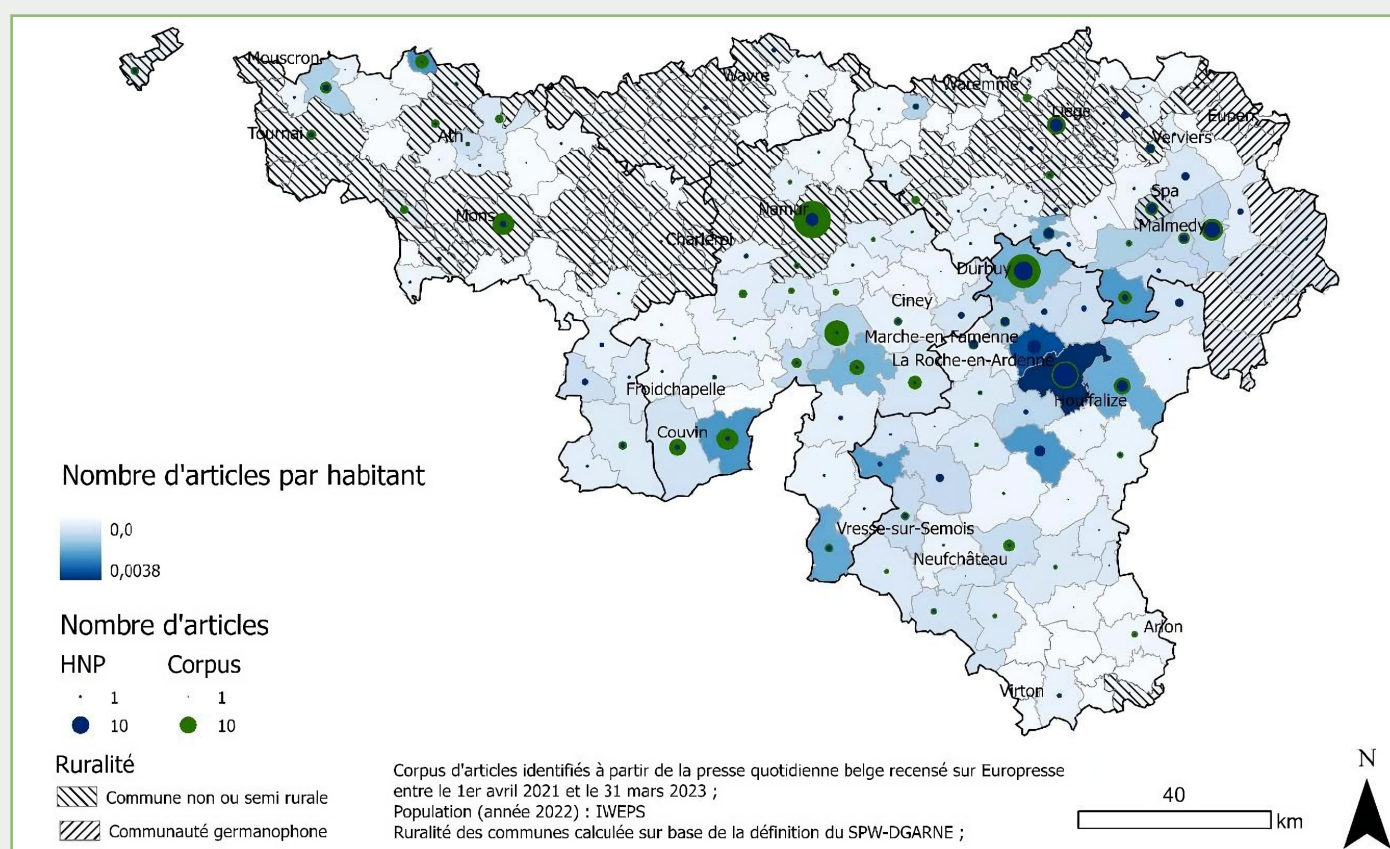 Mouscron
Wavre
Waremme
Liège
Eupen
Tournai
Ath
Verviers
Spa
Mons
Namur
Malmedy
Charleroi
Durbuy
Ciney
Marche-en-Famenne
La Roche-en-Ardenne
Froidchapelle
Houffalize
Couvin
Vresse-sur-Semois
Neufchâteau
Arlon
Virton
Nombre d'articles par habitant
0,0
0,0038
Nombre d'articles
HNP Corpus
1 1
10 10
Ruralité
Commune non ou semi rurale
Communauté germanophone
Corpus d'articles identifiés à partir de la presse quotidienne belge recensé sur Europresse
entre le 1er avril 2021 et le 31 mars 2023 ;
Population (année 2022) : IWEPS
Ruralité des communes calculée sur base de la définition du SPW-DGARNE ;
40
km
N